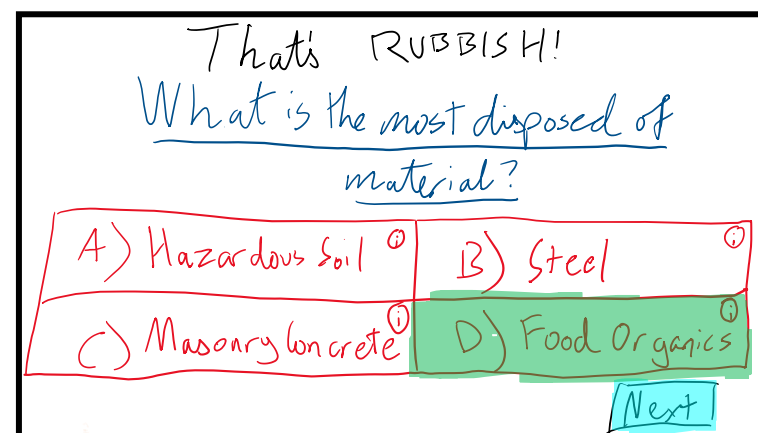 That's RUBBISH!
What is the most disposed of
material?
A) Hazardous Soil i
B) Steel i
C) Masonry Concrete i
D) Food Organics i
Next